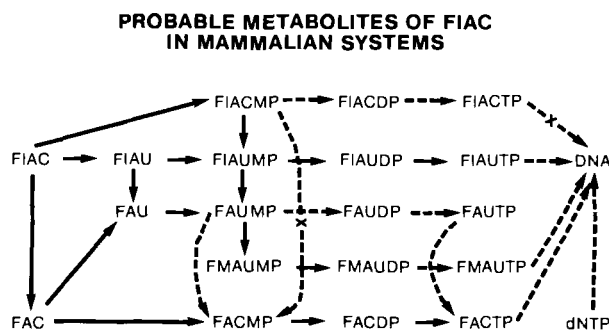 PROBABLE METABOLITES OF FIAC
IN MAMMALIAN SYSTEMS
FIACMP FIACDP FIACTP
X
FIAC FIAU FIAUMP FIAUDP FIAUTP DNA
FAU FAUMP FAUDP FAUTP
X
FMAUMP FMAUDP FMAUTP
FAC FACMP FACDP FACTP dNTP